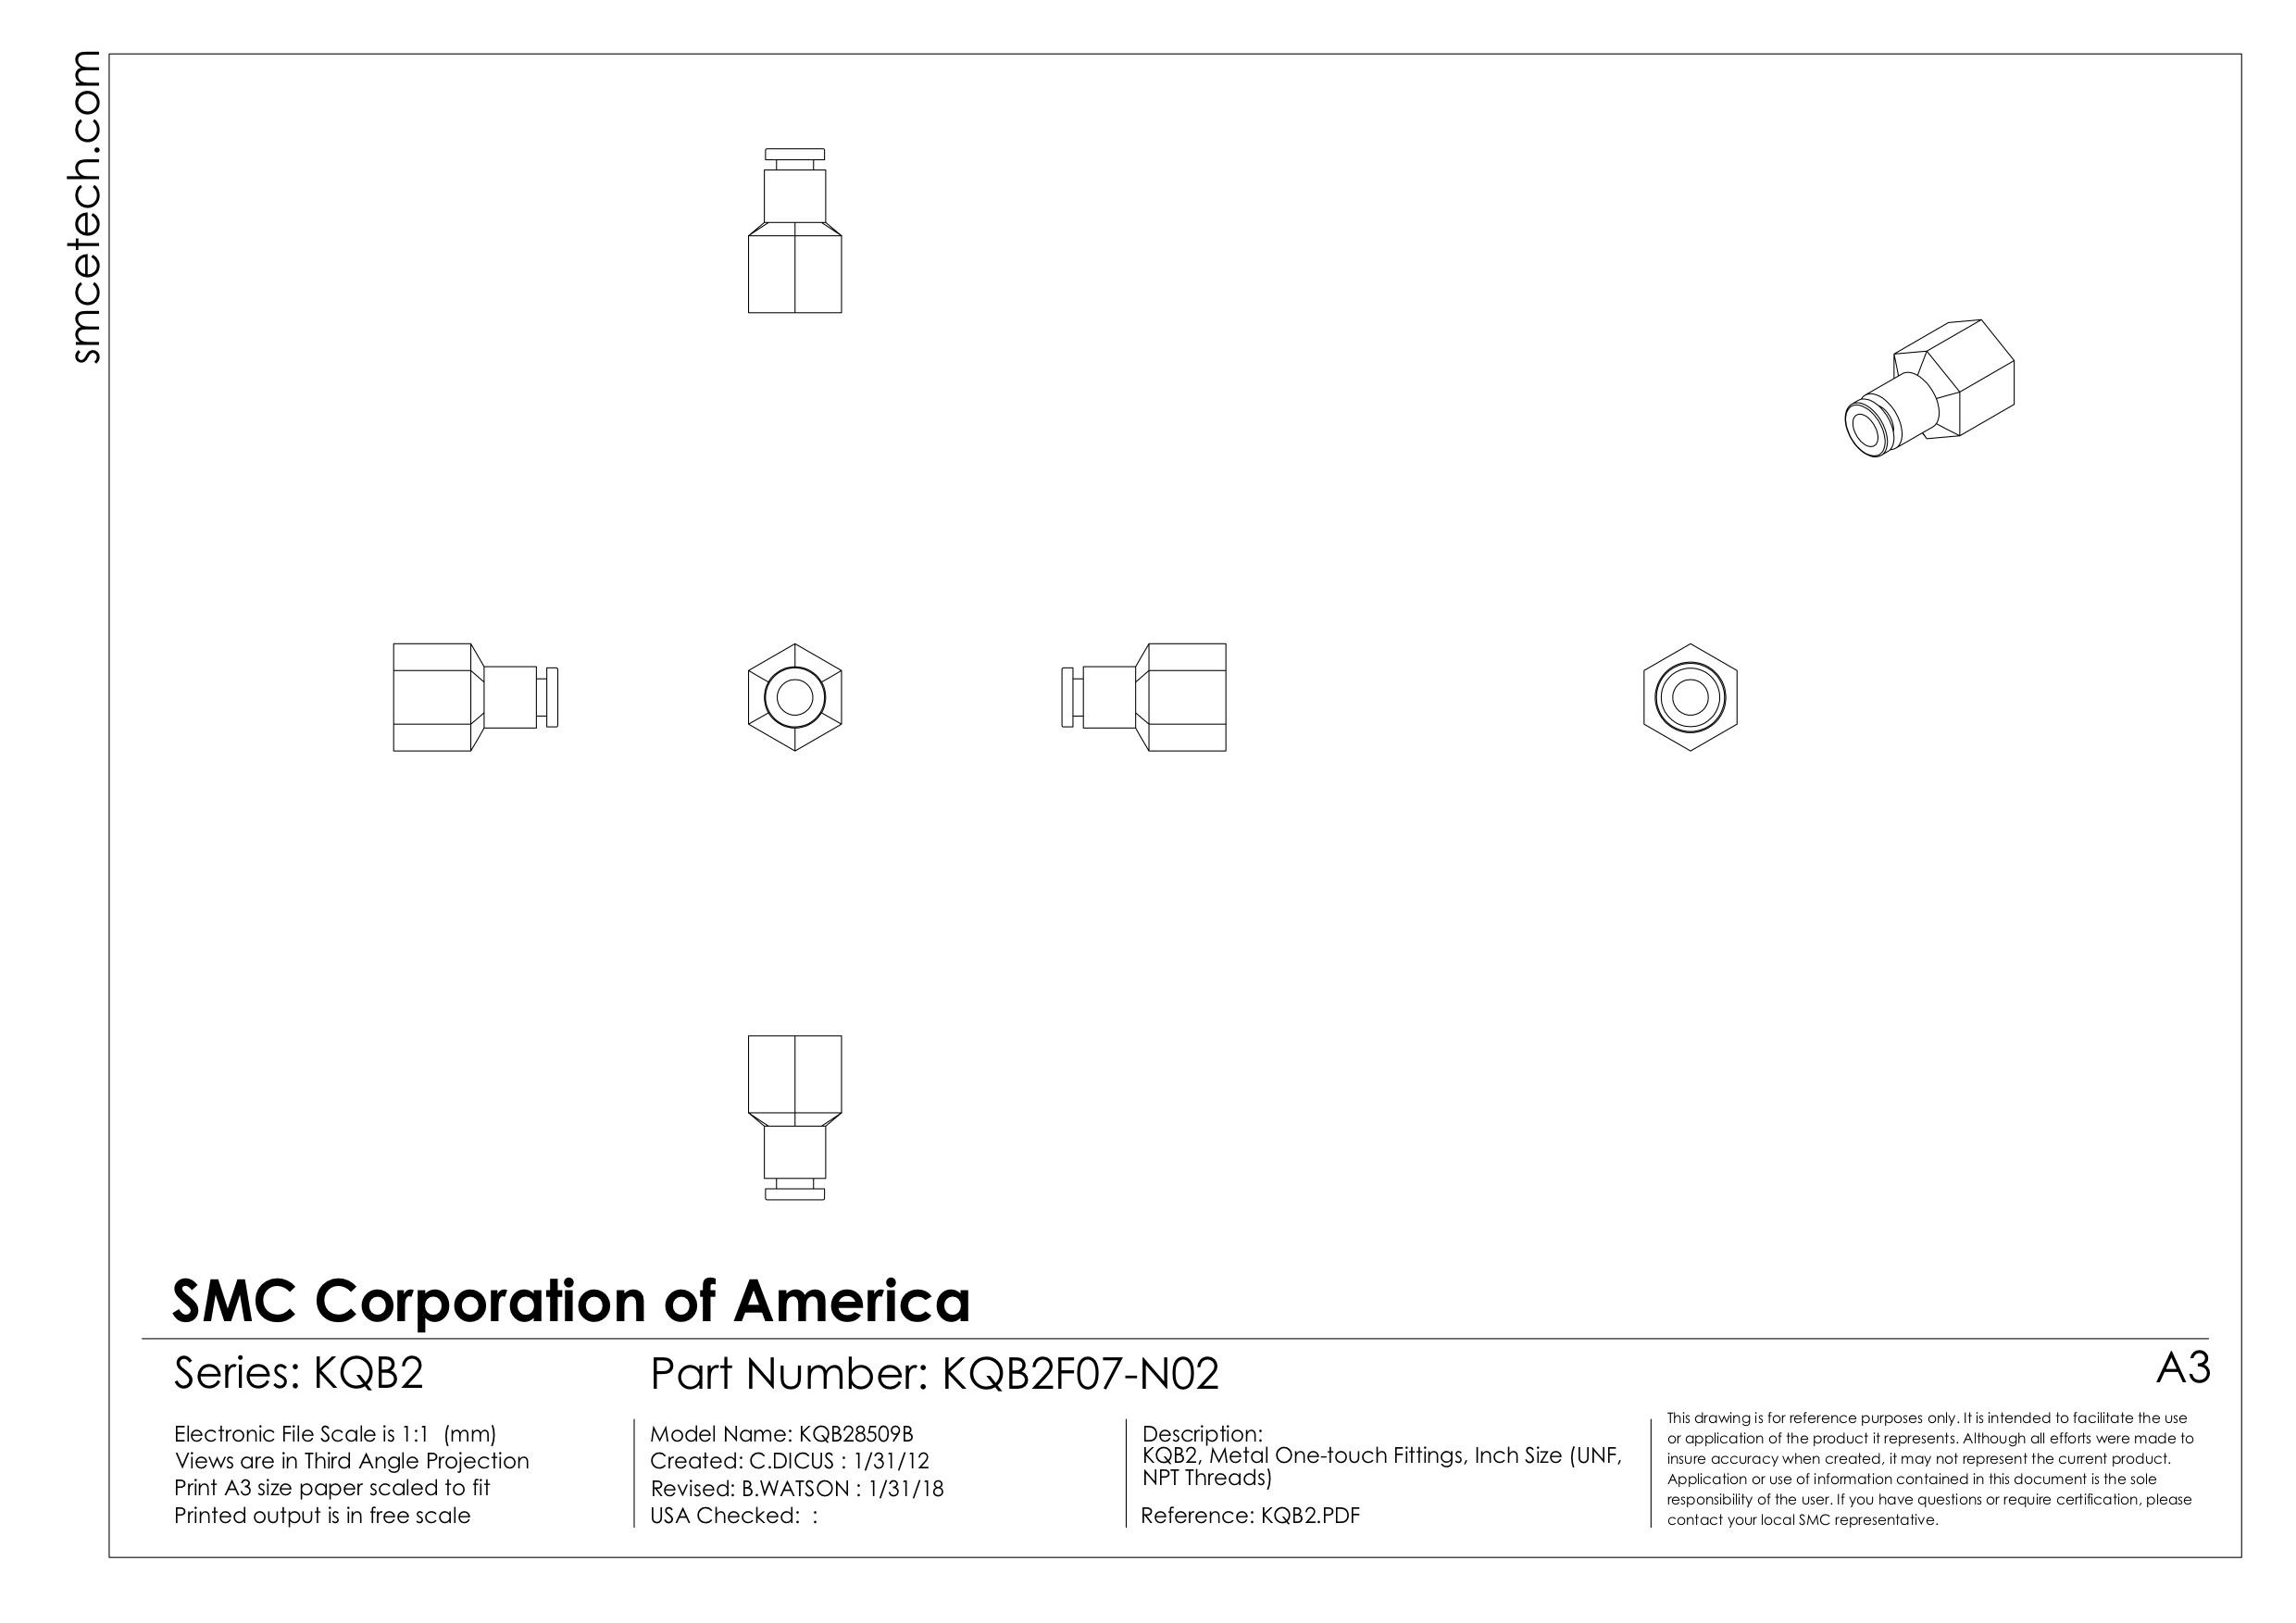 smcetech.com
SMC Corporation of America
Series: KQB2
Part Number: KQB2F07-N02
A3
Electronic File Scale is 1:1  (mm)
Views are in Third Angle Projection
Print A3 size paper scaled to fit
Printed output is in free scale
Model Name: KQB28509B
Created: C.DICUS : 1/31/12
Revised: B.WATSON : 1/31/18
USA Checked:  :
Description:
KQB2, Metal One-touch Fittings, Inch Size (UNF,
NPT Threads)
Reference: KQB2.PDF
This drawing is for reference purposes only. It is intended to facilitate the use
or application of the product it represents. Although all efforts were made to
insure accuracy when created, it may not represent the current product.
Application or use of information contained in this document is the sole
responsibility of the user. If you have questions or require certification, please
contact your local SMC representative.